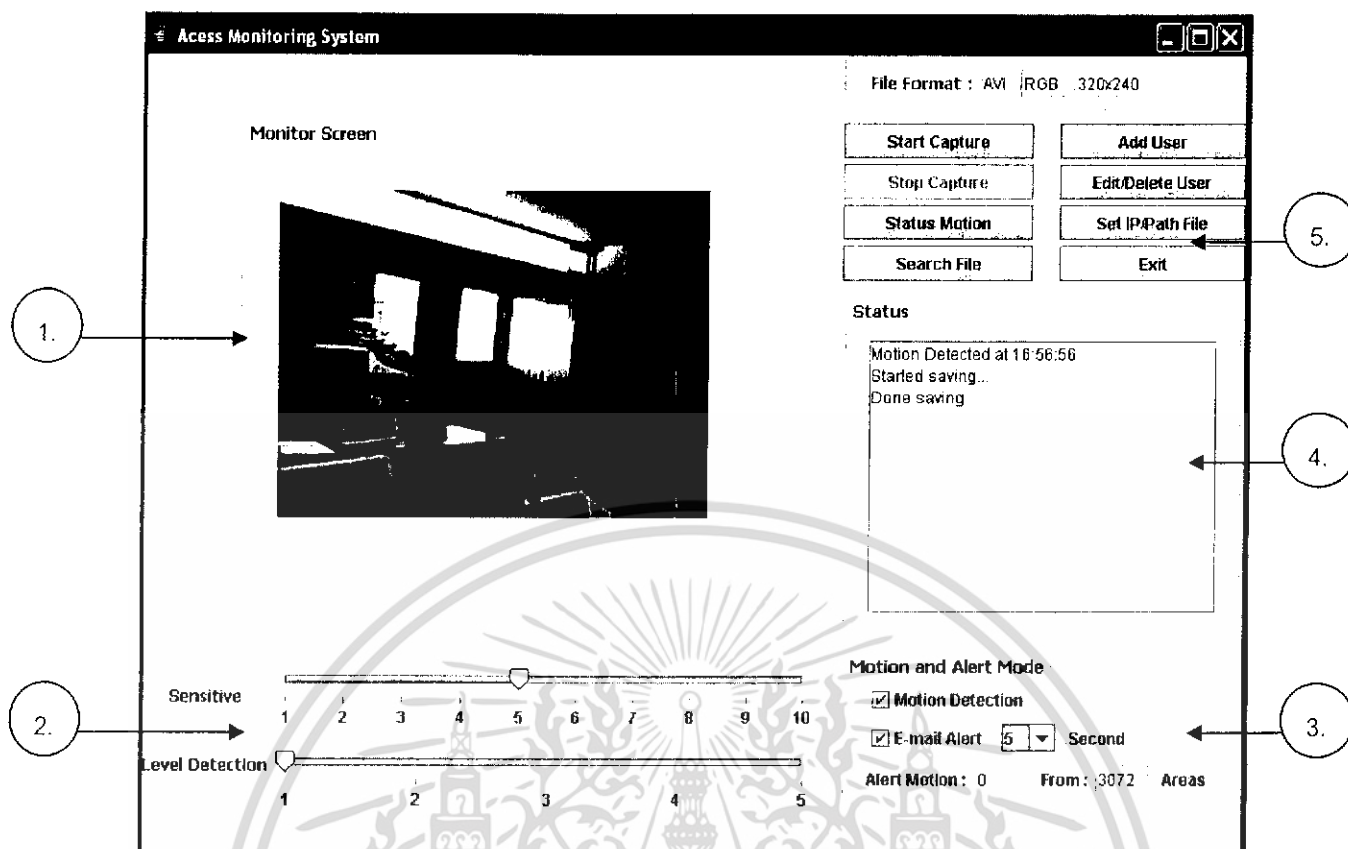 Acess Monitoring System
File Format : AVI RGB 320x240
Monitor Screen
Start Capture
Add User
Stop Capture
Edit/Delete User
Status Motion
Set IP/Path File
Search File
Exit
5.
1.
Status
Motion Detected at 16:56:56
Started saving...
Done saving
4.
Motion and Alert Mode
Sensitive
1 2 3 4 5 6 7 8 9 10
Motion Detection
2.
E-mail Alert 5 Second
3.
Level Detection
1 2 3 4 5
Alert Motion : 0 From : 3072 Areas